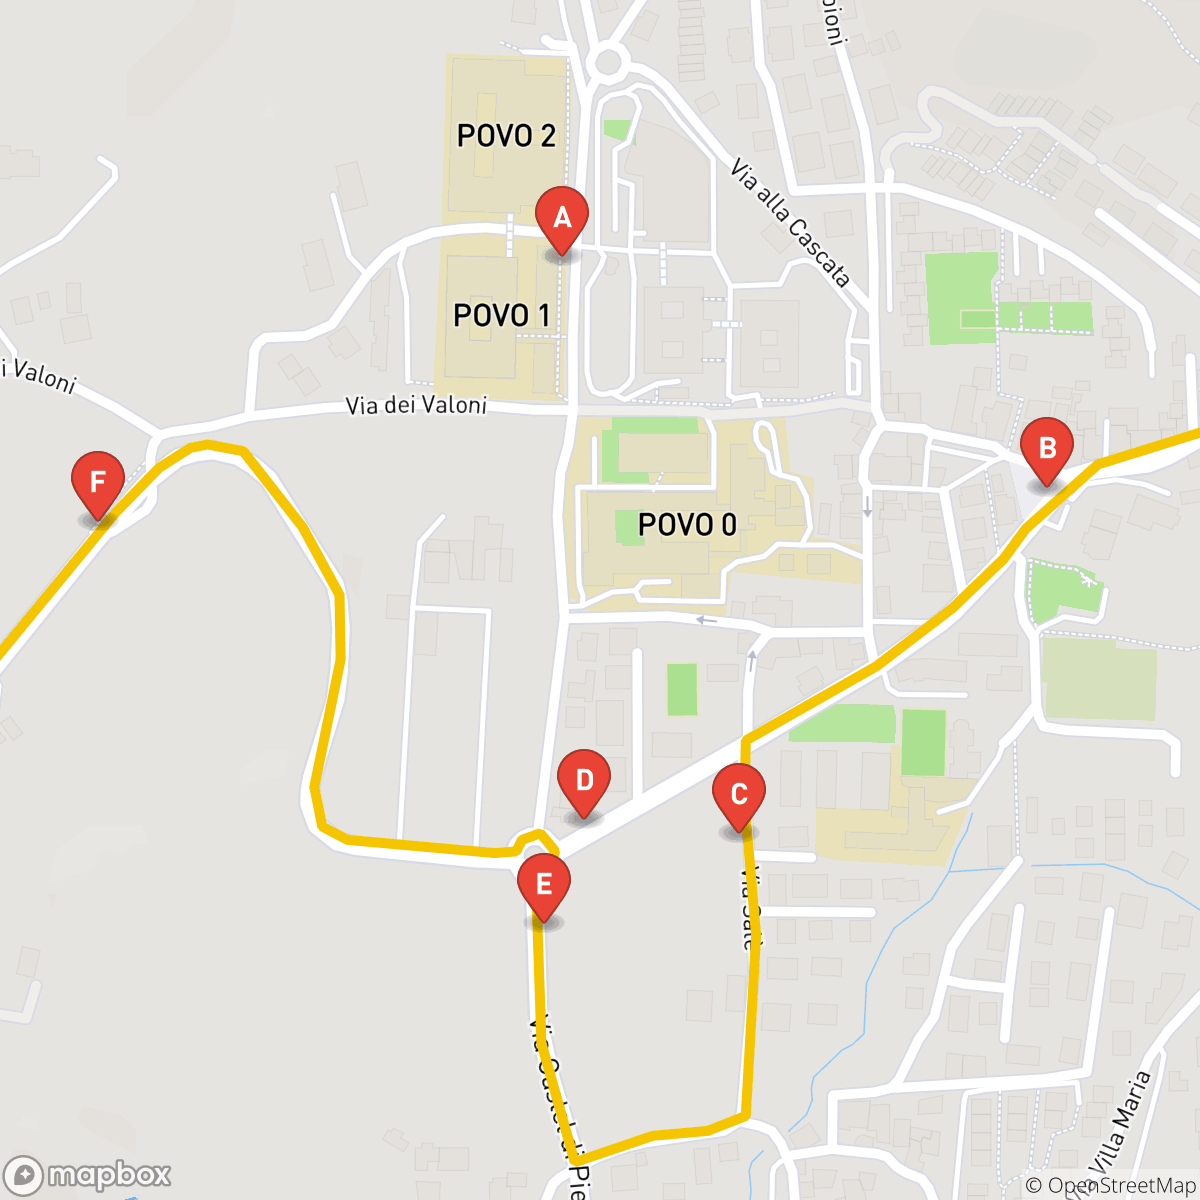 bioni
POVO 2
Via alla Cascata
A
POVO 1
i Valoni
Via dei Valoni
B
F
POVO 0
D
C
E
Via Salè
Via Castel di Pie
Villa Maria
mapbox
© OpenStreetMap